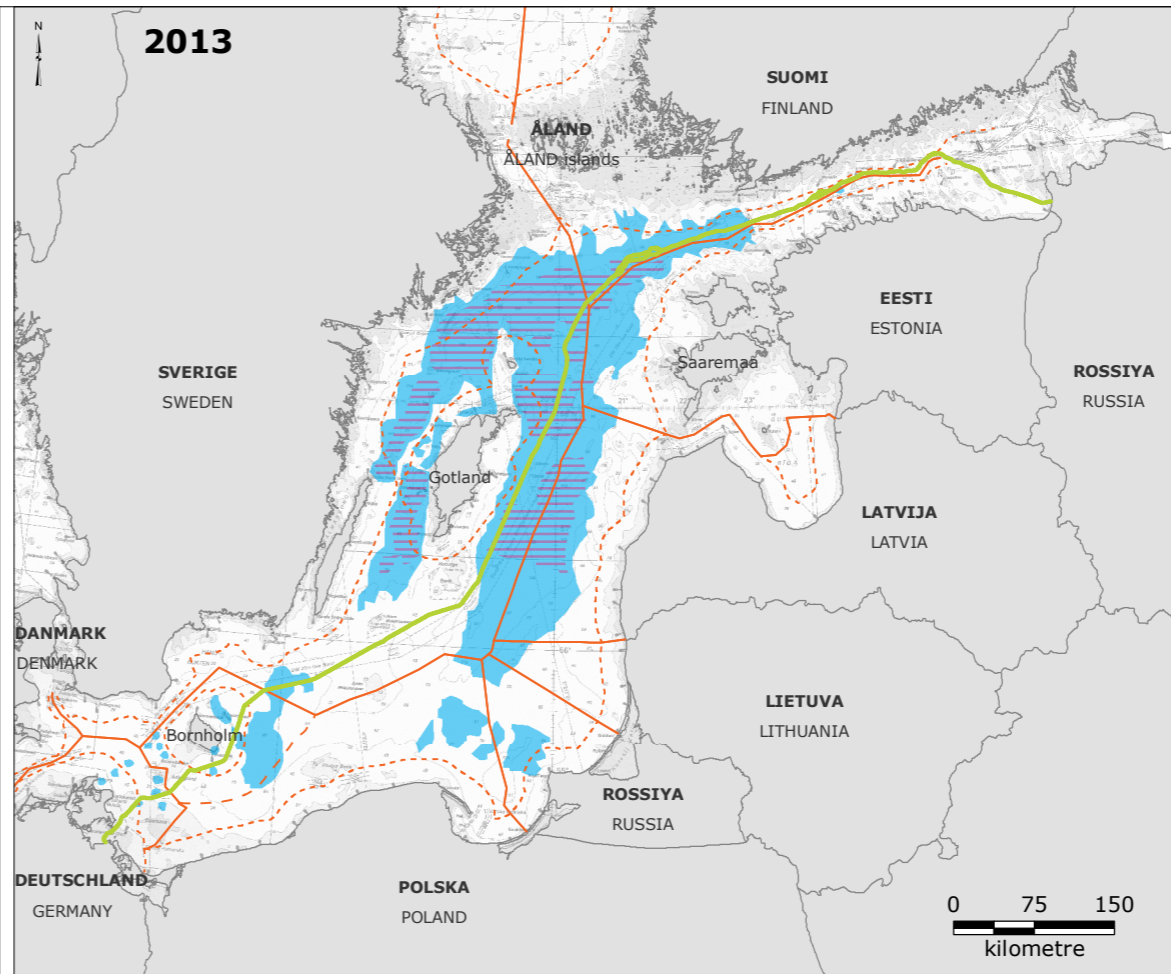 N
2013
SUOMI
FINLAND
ÅLAND
ÅLAND islands
EESTI
ESTONIA
Saaremaa
SVERIGE
SWEDEN
ROSSIYA
RUSSIA
Gotland
LATVIJA
LATVIA
DANMARK
DENMARK
56°
LIETUVA
LITHUANIA
Bornholm
ROSSIYA
RUSSIA
DEUTSCHLAND
GERMANY
POLSKA
POLAND
0 75 150
kilometre